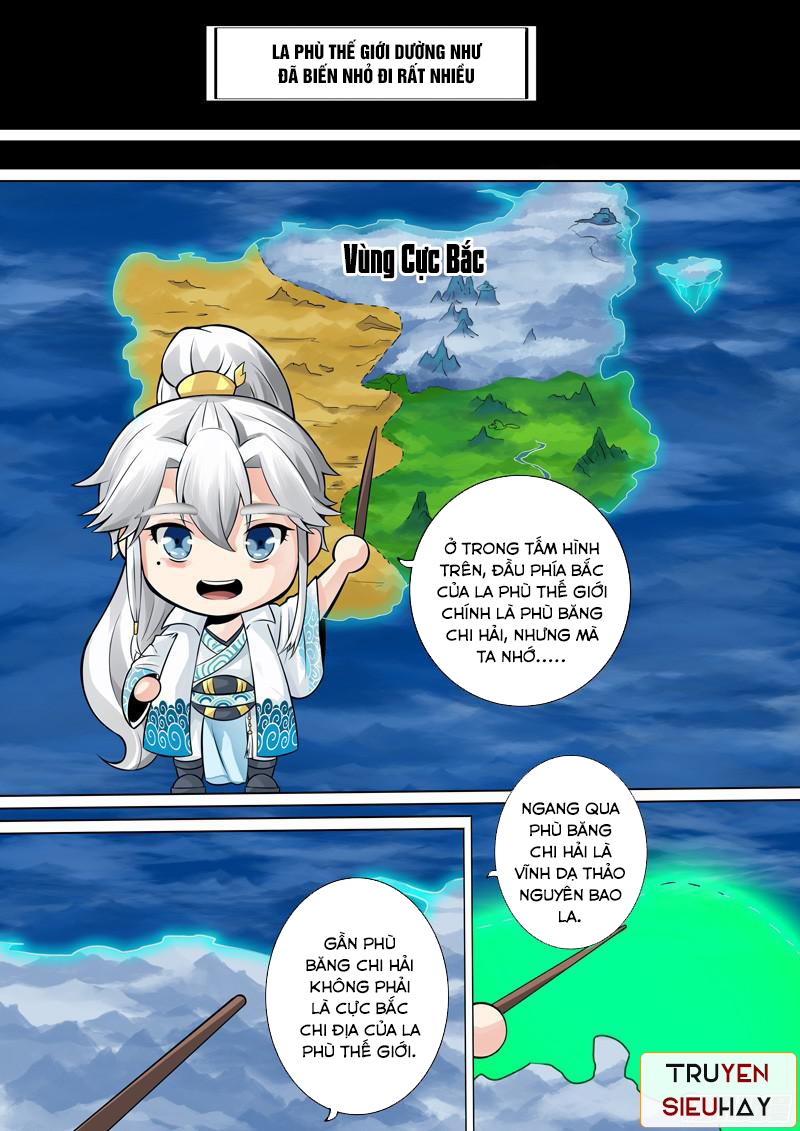 LA PHÙ THẾ GIỚI DƯỜNG NHƯ
ĐÃ BIẾN NHỎ ĐI RẤT NHIỀU
Vùng Cực Bắc
Ở TRONG TẤM HÌNH
TRÊN, ĐẦU PHÍA BẮC
CỦA LA PHÙ THẾ GIỚI
CHÍNH LÀ PHÙ BĂNG
CHI HẢI, NHƯNG MÀ
TA NHỚ.....
GẦN PHÙ
BĂNG CHI HẢI
KHÔNG PHẢI
LÀ CỰC BẮC
CHI ĐỊA CỦA LA
PHÙ THẾ GIỚI.
NGANG QUA
PHÙ BĂNG
CHI HẢI LÀ
VĨNH DẠ THẢO
NGUYÊN BAO
LA.
TRUYEN
SIEUHAY